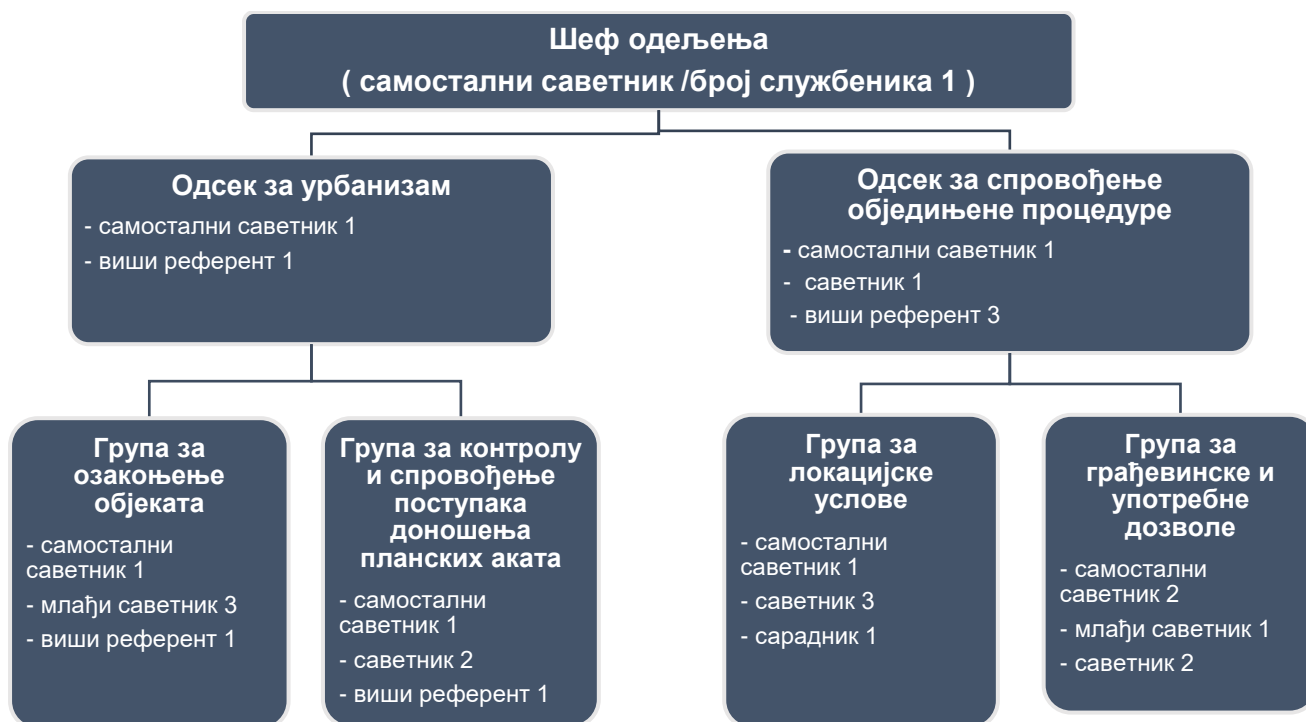 Шеф одељења
( самостални саветник /број службеника 1 )
Одсек за урбанизам
- самостални саветник 1
- виши референт 1
Одсек за спровођење
обједињене процедуре
- самостални саветник 1
- саветник 1
- виши референт 3
Група за
озакоњење
објеката
- самостални
саветник 1
- млађи саветник 3
- виши референт 1
Група за контролу
и спровођење
поступака
доношења
планских аката
- самостални
саветник 1
- саветник 2
- виши референт 1
Група за
локацијске
услове
- самостални
саветник 1
- саветник 3
- сарадник 1
Група за
грађевинске и
употребне
дозволе
- самостални
саветник 2
- млађи саветник 1
- саветник 2